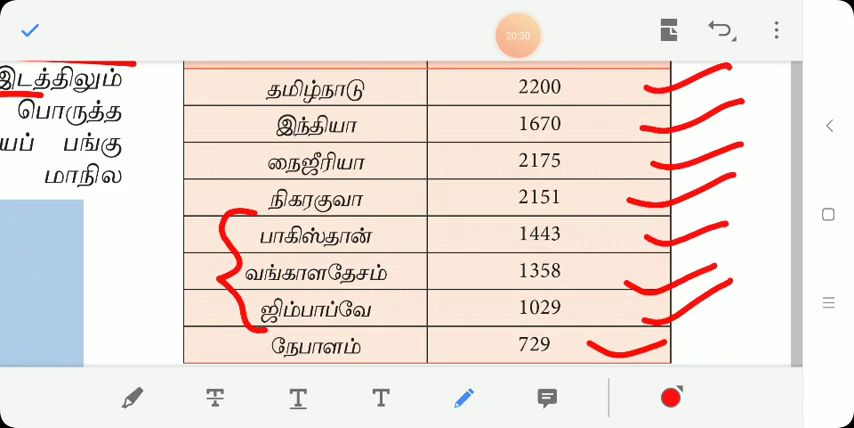 20:30
இடத்திலும்
பொருத்த
யப் பங்கு
மாநில
தமிழ்நாடு 2200
இந்தியா 1670
நைஜீரியா 2175
நிகரகுவா 2151
பாகிஸ்தான் 1443
வங்காளதேசம் 1358
ஜிம்பாப்வே 1029
நேபாளம் 729